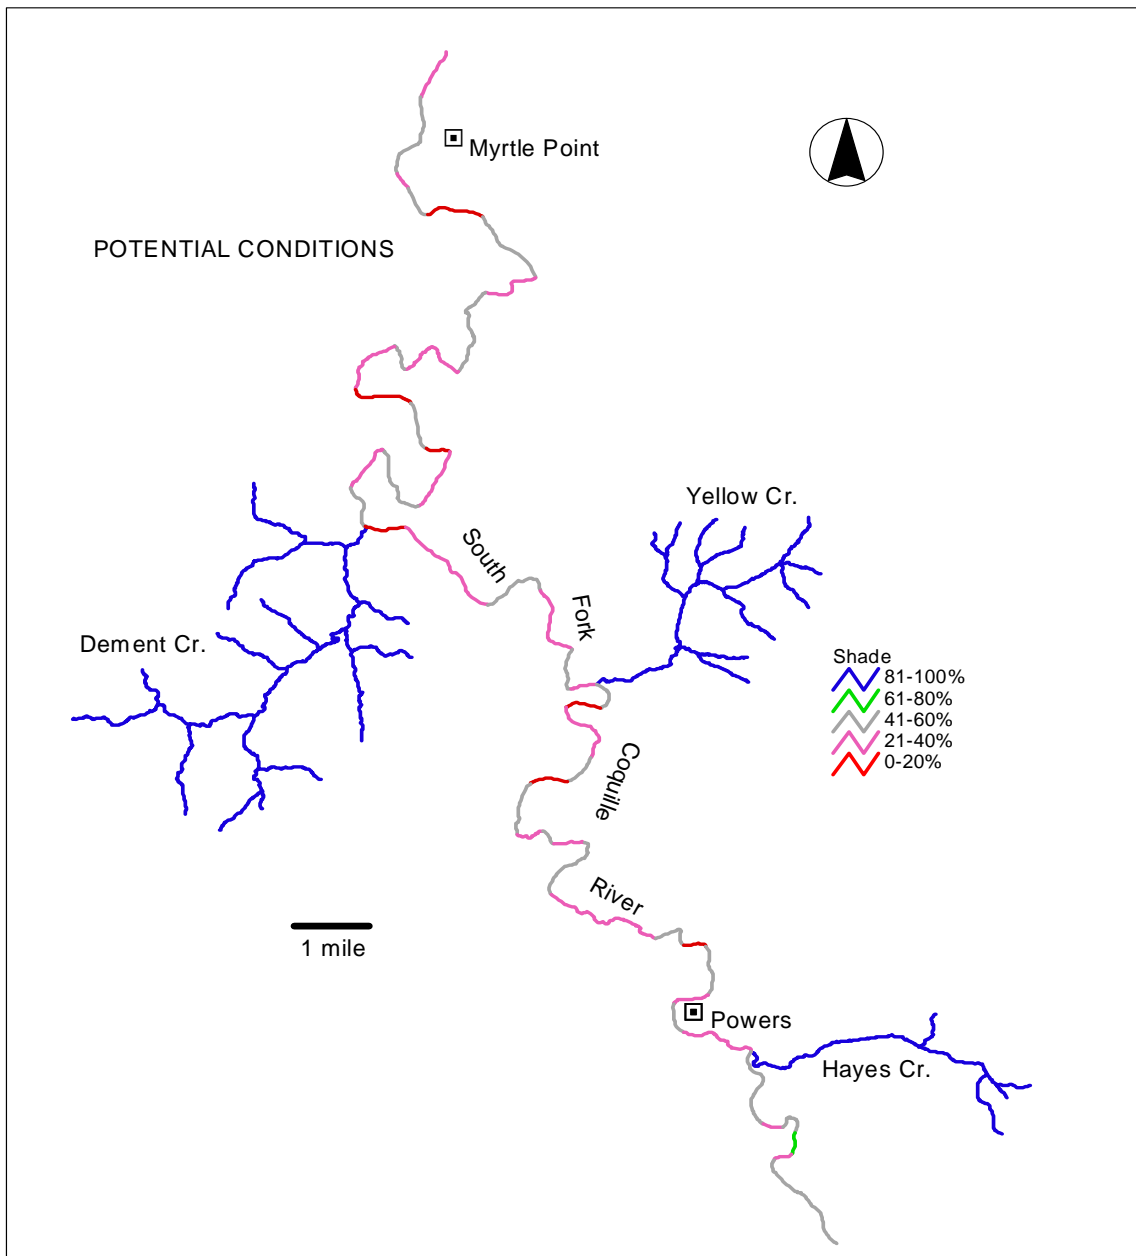 Myrtle Point
POTENTIAL CONDITIONS
Yellow Cr.
South
Fork
Dement Cr.
Shade
81-100%
61-80%
41-60%
21-40%
0-20%
Coquille
River
1 mile
Powers
Hayes Cr.